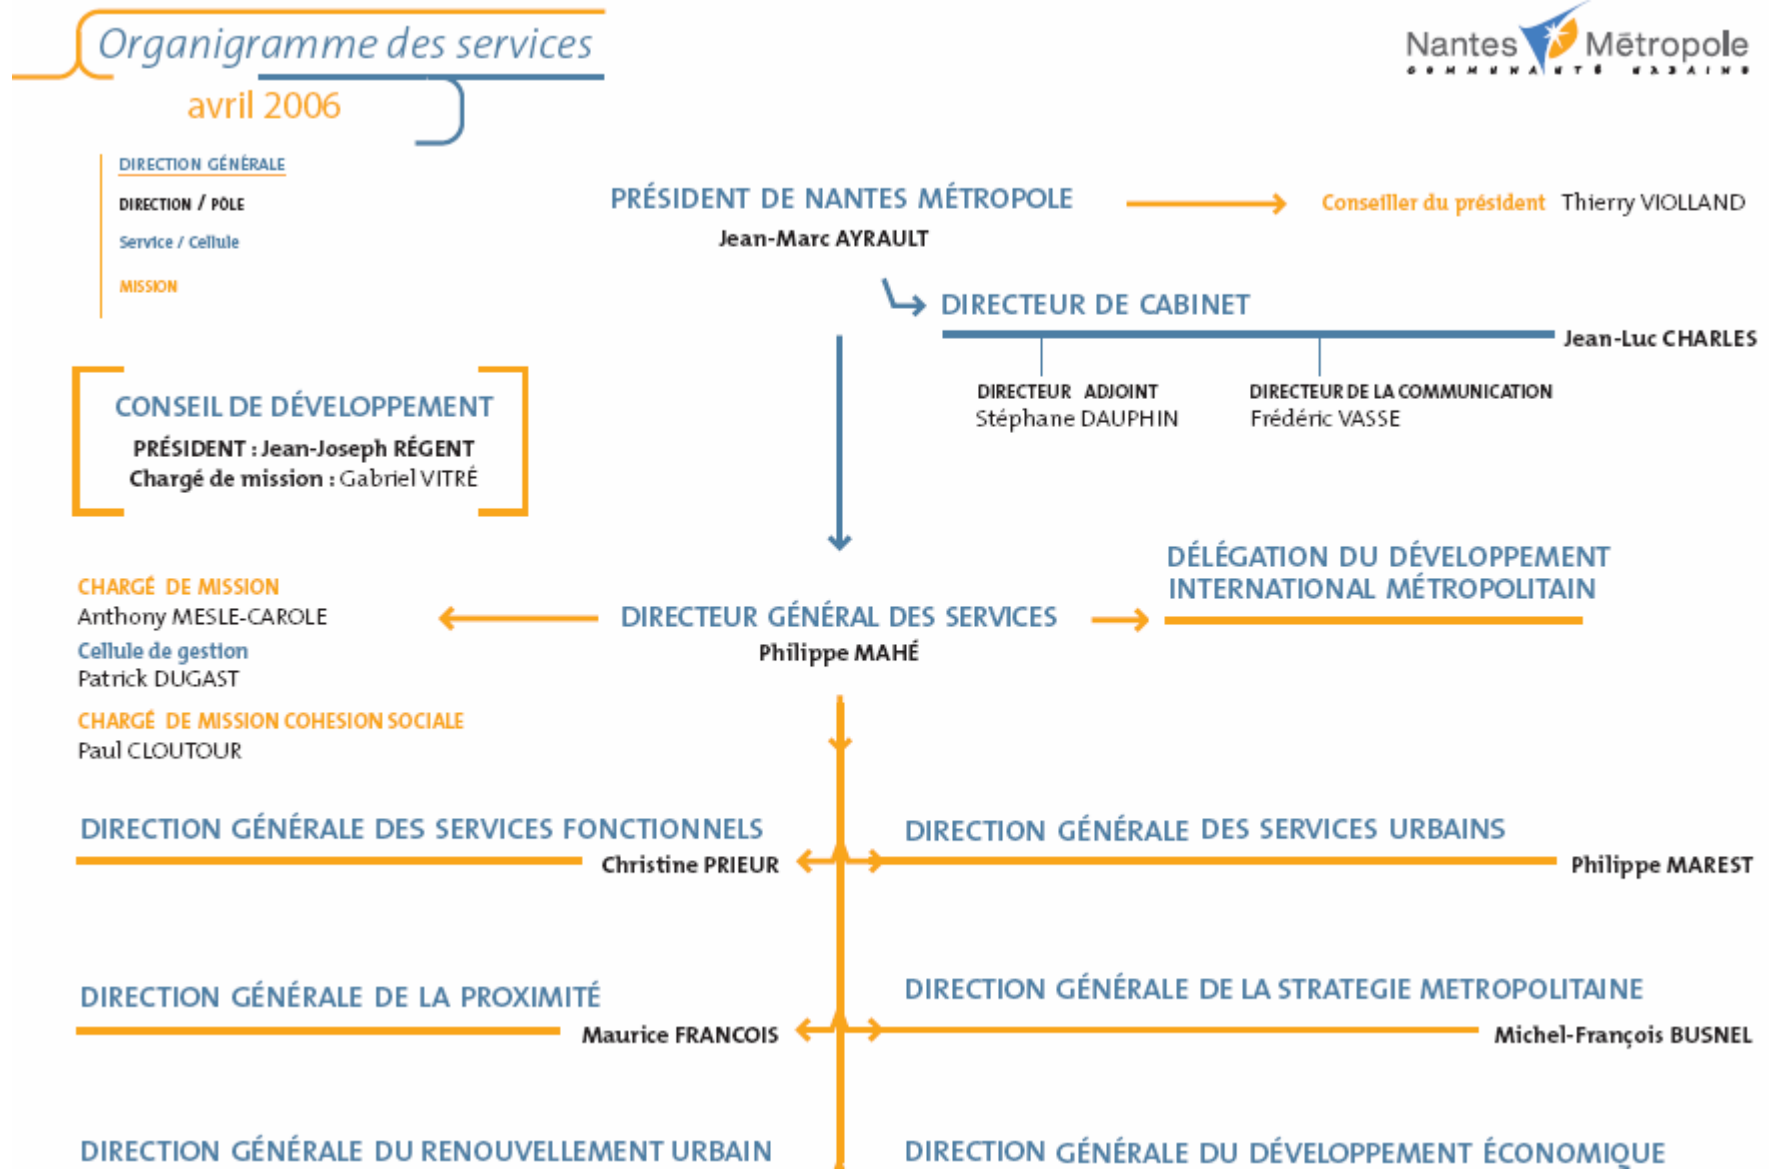 Organigramme des services
avril 2006
Nantes Métropole
COMMUNAUTÉ URBAINE
DIRECTION GÉNÉRALE
DIRECTION / PÔLE
Service / Cellule
MISSION
PRÉSIDENT DE NANTES MÉTROPOLE
Jean-Marc AYRAULT
Conseiller du président Thierry VIOLLAND
DIRECTEUR DE CABINET
Jean-Luc CHARLES
DIRECTEUR ADJOINT
Stéphane DAUPHIN
DIRECTEUR DE LA COMMUNICATION
Frédéric VASSE
CONSEIL DE DÉVELOPPEMENT
PRÉSIDENT : Jean-Joseph RÉGENT
Chargé de mission : Gabriel VITRÉ
CHARGÉ DE MISSION
Anthony MESLE-CAROLE
Cellule de gestion
Patrick DUGAST
CHARGÉ DE MISSION COHESION SOCIALE
Paul CLOUTOUR
DIRECTEUR GÉNÉRAL DES SERVICES
Philippe MAHÉ
DÉLÉGATION DU DÉVELOPPEMENT
INTERNATIONAL MÉTROPOLITAIN
DIRECTION GÉNÉRALE DES SERVICES FONCTIONNELS
Christine PRIEUR
DIRECTION GÉNÉRALE DES SERVICES URBAINS
Philippe MAREST
DIRECTION GÉNÉRALE DE LA PROXIMITÉ
Maurice FRANCOIS
DIRECTION GÉNÉRALE DE LA STRATEGIE METROPOLITAINE
Michel-François BUSNEL
DIRECTION GÉNÉRALE DU RENOUVELLEMENT URBAIN
DIRECTION GÉNÉRALE DU DÉVELOPPEMENT ÉCONOMIQUE